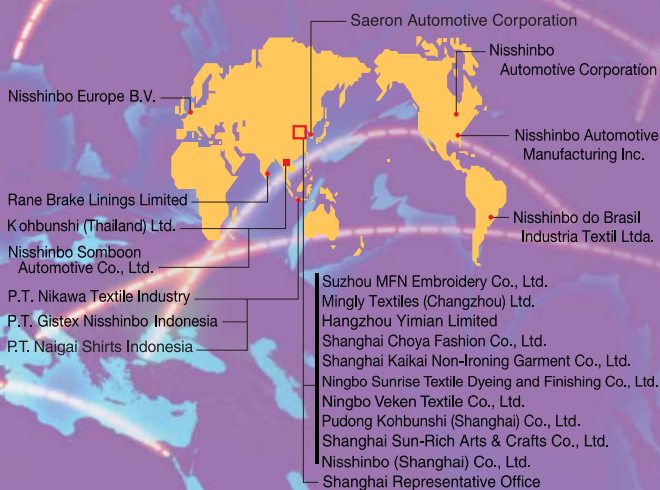 Saeron Automotive Corporation
Nisshinbo
Automotive Corporation
Nisshinbo Europe B.V.
Nisshinbo Automotive
Manufacturing Inc.
Rane Brake Linings Limited
Kohbunshi (Thailand) Ltd.
Nisshinbo Somboon
Automotive Co., Ltd.
Nisshinbo do Brasil
Industria Textil Ltda.
P.T. Nikawa Textile Industry
P.T. Gistex Nisshinbo Indonesia
P.T. Naigai Shirts Indonesia
Suzhou MFN Embroidery Co., Ltd.
Mingly Textiles (Changzhou) Ltd.
Hangzhou Yimian Limited
Shanghai Choya Fashion Co., Ltd.
Shanghai Kaikai Non-Ironing Garment Co., Ltd.
Ningbo Sunrise Textile Dyeing and Finishing Co., Ltd.
Ningbo Veken Textile Co., Ltd.
Pudong Kohbunshi (Shanghai) Co., Ltd.
Shanghai Sun-Rich Arts & Crafts Co., Ltd.
Nisshinbo (Shanghai) Co., Ltd.
Shanghai Representative Office